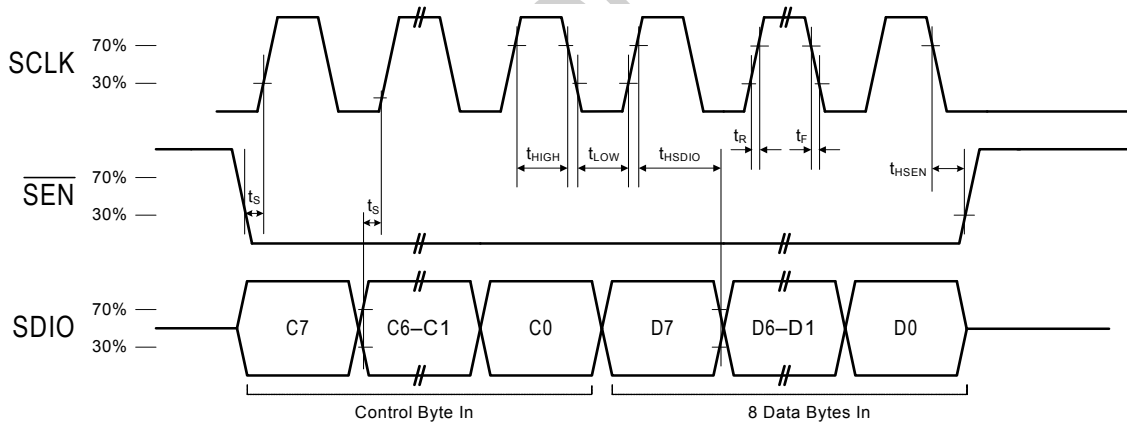 SCLK
70%
30%
tR
tF
tHIGH
tLOW
tHSDIO
tHSEN
SEN
70%
30%
tS
tS
SDIO
70%
30%
C7
C6–C1
C0
D7
D6–D1
D0
Control Byte In
8 Data Bytes In